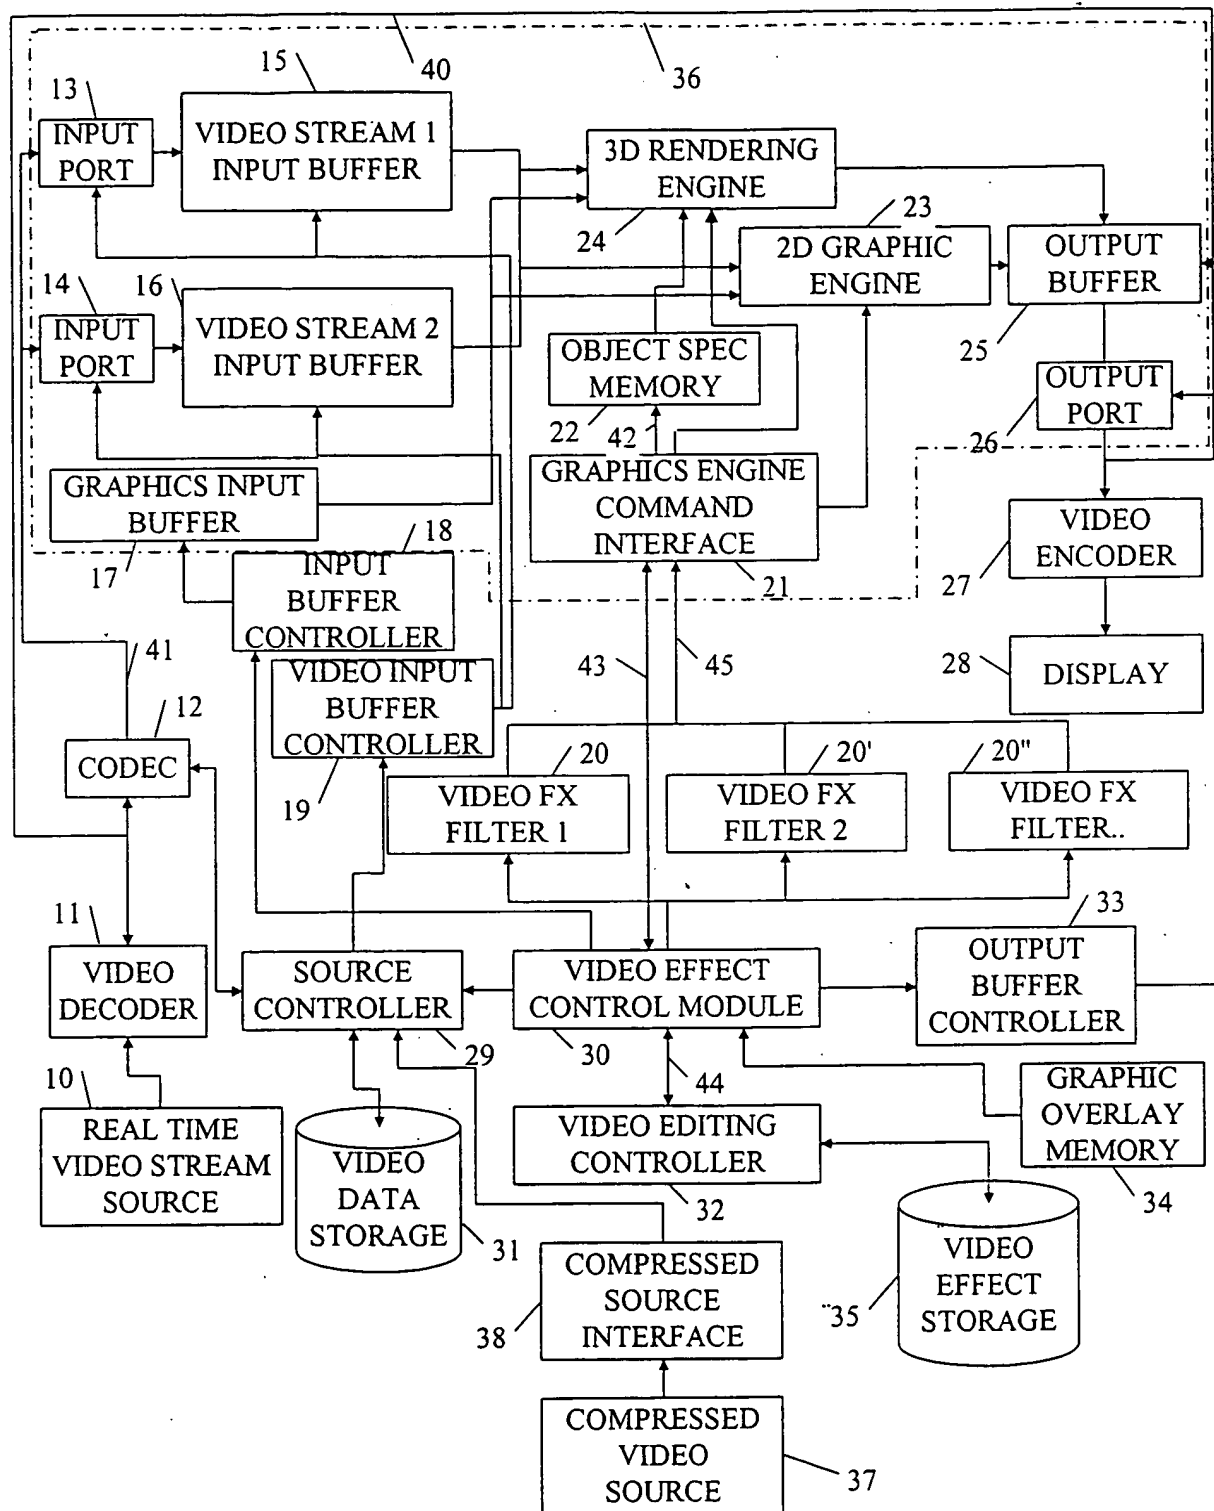 40
36
15
13
INPUT
PORT
VIDEO STREAM 1
INPUT BUFFER
3D RENDERING
ENGINE
24
23
2D GRAPHIC
ENGINE
OUTPUT
BUFFER
25
14
16
INPUT
PORT
VIDEO STREAM 2
INPUT BUFFER
OBJECT SPEC
MEMORY
22
42
OUTPUT
PORT
26
GRAPHICS INPUT
BUFFER
17
GRAPHICS ENGINE
COMMAND
INTERFACE
21
VIDEO
ENCODER
27
18
INPUT
BUFFER
CONTROLLER
VIDEO INPUT
BUFFER
CONTROLLER
19
41
43
45
28
DISPLAY
12
CODEC
20
VIDEO FX
FILTER 1
20'
VIDEO FX
FILTER 2
20"
VIDEO FX
FILTER..
11
VIDEO
DECODER
SOURCE
CONTROLLER
29
VIDEO EFFECT
CONTROL MODULE
30
33
OUTPUT
BUFFER
CONTROLLER
44
10
REAL TIME
VIDEO STREAM
SOURCE
VIDEO
DATA
STORAGE
31
VIDEO EDITING
CONTROLLER
32
GRAPHIC
OVERLAY
MEMORY
34
COMPRESSED
SOURCE
INTERFACE
38
VIDEO
EFFECT
STORAGE
35
COMPRESSED
VIDEO
SOURCE
37